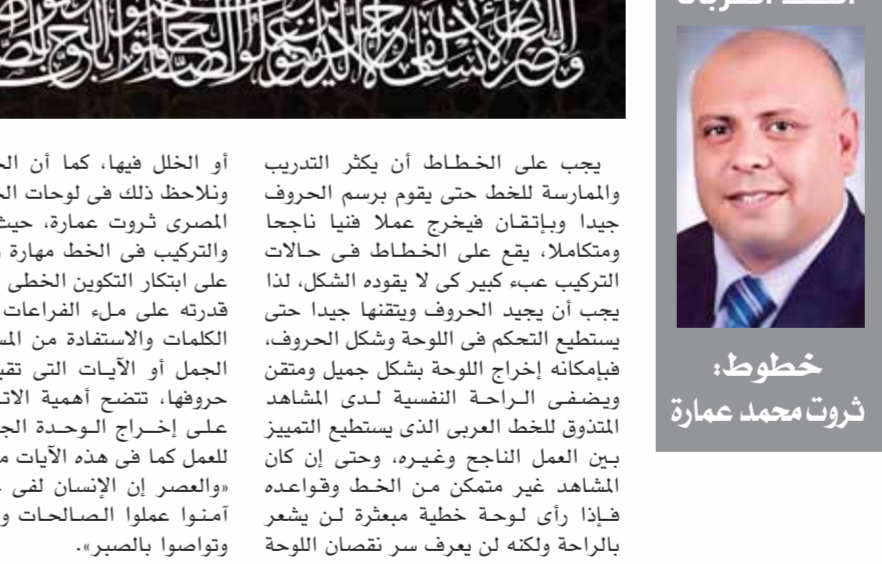 خطوط:
ثروت محمد عمارة
يجب على الخطاط أن يكثر التدريب
والممارسة للخط حتى يقوم برسم الحروف
جيدا وبإتقان فيخرج عملا فنيا ناجحا
ومتكاملا، يقع على الخطاط فى حالات
التركيب عبء كبير كى لا يقوده الشكل، لذا
يجب أن يجيد الحروف ويتقنها جيدا حتى
يستطيع التحكم فى اللوحة وشكل الحروف،
فبإمكانه إخراج اللوحة بشكل جميل ومتقن
ويضفى الراحة النفسية لدى المشاهد
المتذوق للخط العربى الذى يستطيع التمييز
بين العمل الناجح وغيره، وحتى إن كان
المشاهد غير متمكن من الخط وقواعده
فإذا رأى لوحة خطية مبعثرة لن يشعر
بالراحة ولكنه لن يعرف سر نقصان اللوحة
أو الخلل فيها، كما أن
ونلاحظ ذلك فى لوحات
المصرى ثروت عمارة، حيث
والتركيب فى الخط مهارة
على ابتكار التكوين الخطى
قدرته على ملء الفراعات
الكلمات والاستفادة من
الجمل أو الآيات التى
حروفها، تتضح أهمية
على إخراج الوحدة
للعمل كما فى هذه الآيات
«والعصر إن الإنسان لفى
آمنوا عملوا الصالحات
وتواصوا بالصبر».